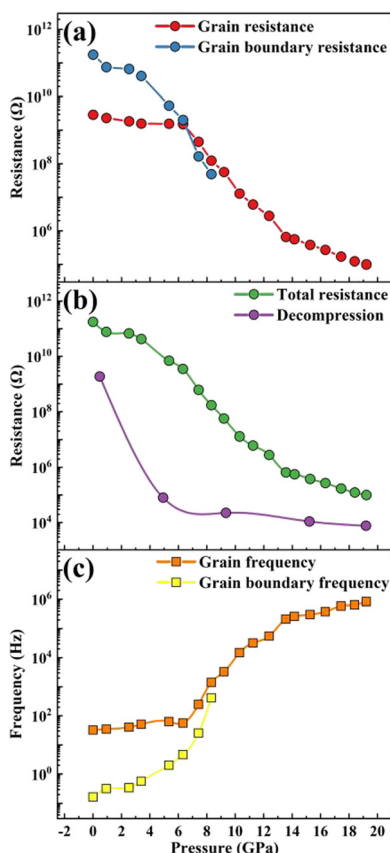 (a)
Grain resistance
Grain boundary resistance
10^12
10^10
10^8
10^6
Resistance (Ω)
(b)
Total resistance
Decompression
10^12
10^10
10^8
10^6
10^4
Resistance (Ω)
(c)
Grain frequency
Grain boundary frequency
10^6
10^4
10^2
10^0
Frequency (Hz)
-2 0 2 4 6 8 10 12 14 16 18 20
Pressure (GPa)